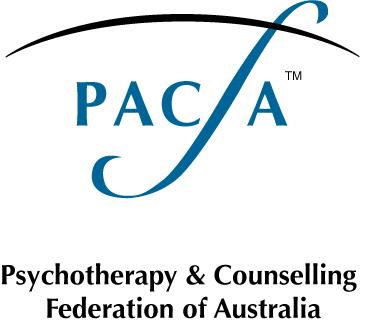 PACfA™
Psychotherapy & Counselling
Federation of Australia